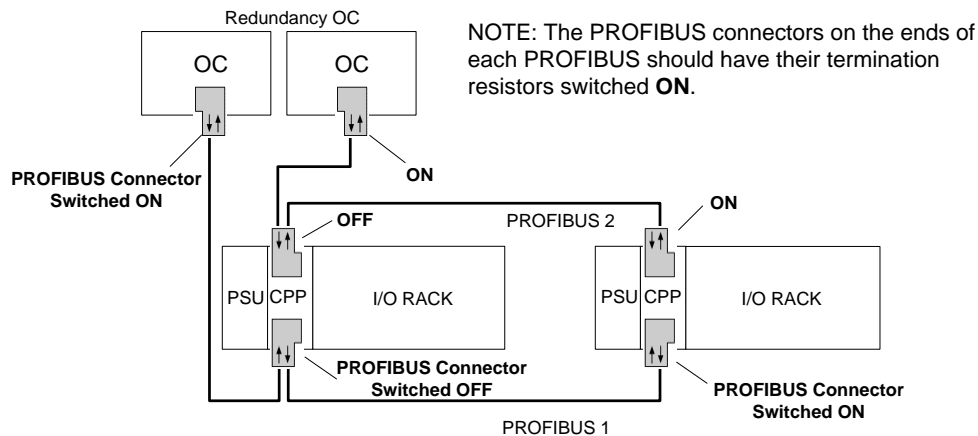 Redundancy OC
NOTE: The PROFIBUS connectors on the ends of
each PROFIBUS should have their termination
resistors switched ON.
OC
OC
PROFIBUS Connector
Switched ON
ON
OFF
PROFIBUS 2
ON
PSU
CPP
I/O RACK
PSU
CPP
I/O RACK
PROFIBUS Connector
Switched OFF
PROFIBUS Connector
Switched ON
PROFIBUS 1